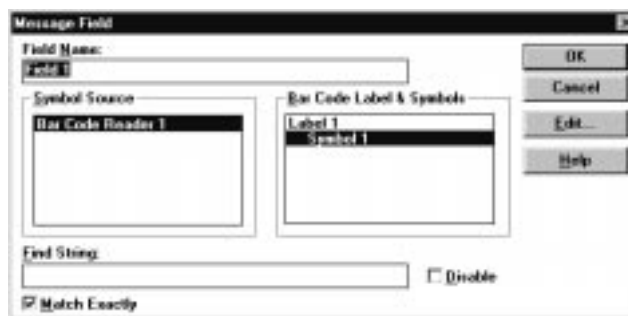 Message Field
Field Name:
Field 1
OK
Cancel
Edit...
Help
Symbol Source
Bar Code Reader 1
Bar Code Label & Symbols
Label 1
Symbol 1
Find String:
Disable
Match Exactly